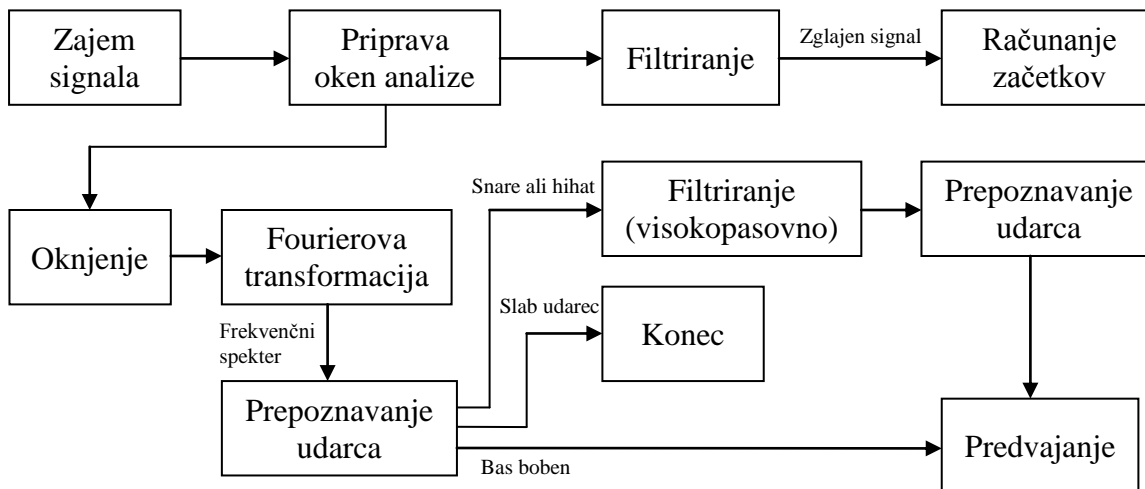 Zajem
signala
Priprava
oken analize
Filtriranje
Zglajen signal
Računanje
začetkov
Oknjenje
Fourierova
transformacija
Snare ali hihat
Filtriranje
(visokopasovno)
Prepoznavanje
udarca
Frekvenčni
spekter
Slab udarec
Konec
Prepoznavanje
udarca
Bas boben
Predvajanje